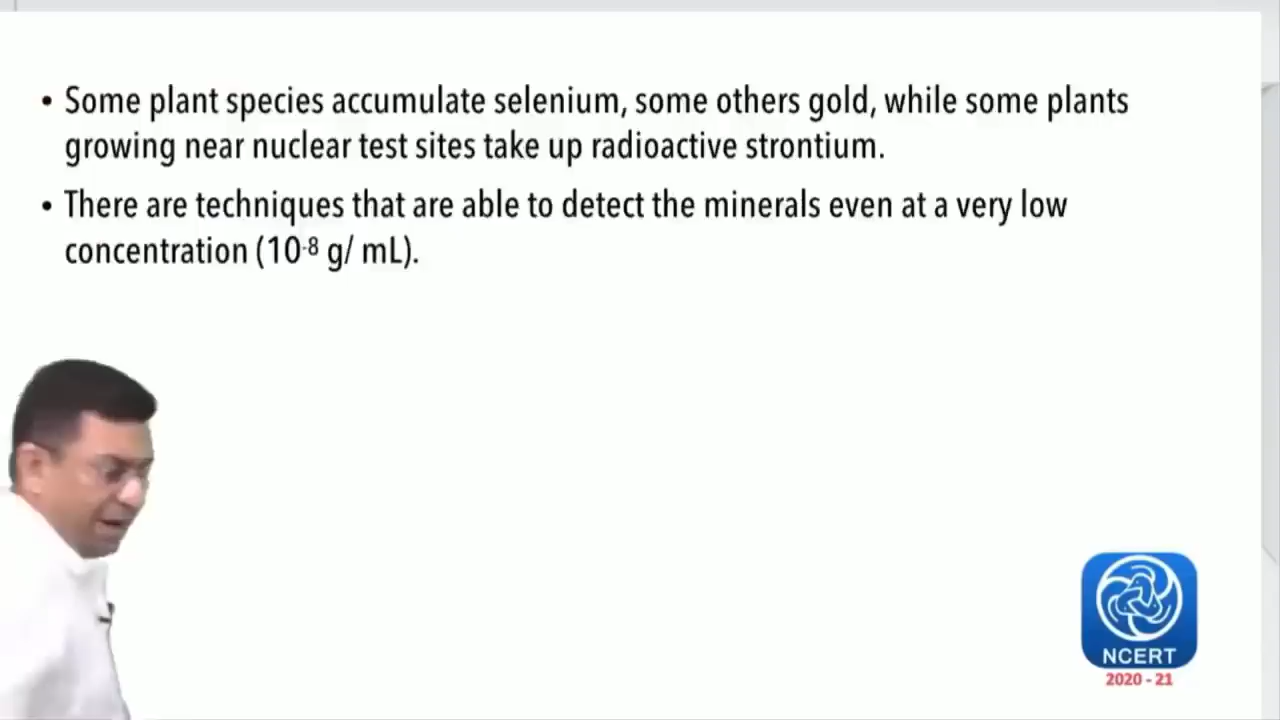 • Some plant species accumulate selenium, some others gold, while some plants
growing near nuclear test sites take up radioactive strontium.
• There are techniques that are able to detect the minerals even at a very low
concentration (10-8 g/ mL).
NCERT
2020 - 21